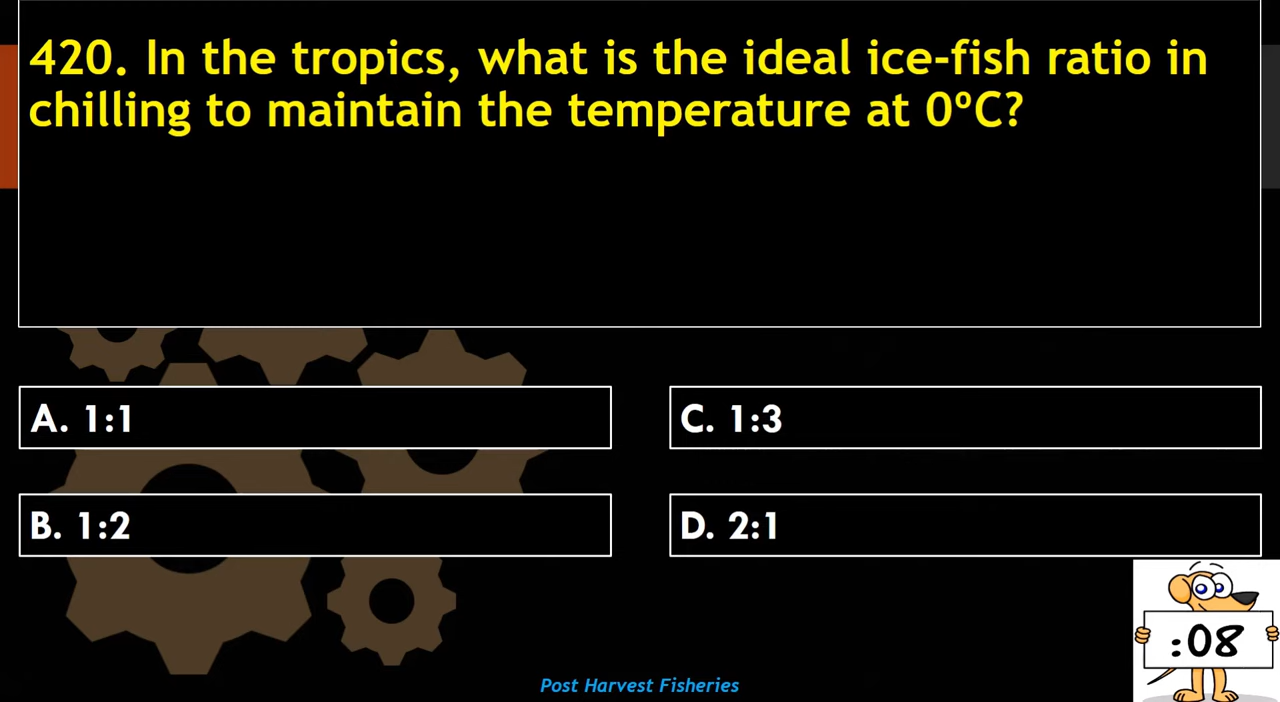 420. In the tropics, what is the ideal ice-fish ratio in
chilling to maintain the temperature at 0ºC?
A. 1:1
C. 1:3
B. 1:2
D. 2:1
:08
Post Harvest Fisheries